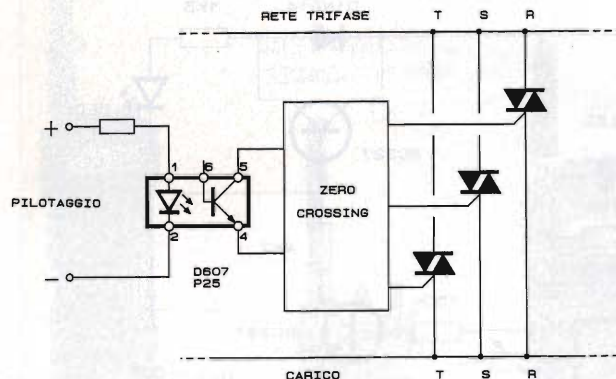 RETE TRIFASE T S R
+
1 6 5
PILOTAGGIO
ZERO
CROSSING
2 4
-
D607
P25
CARICO T S R